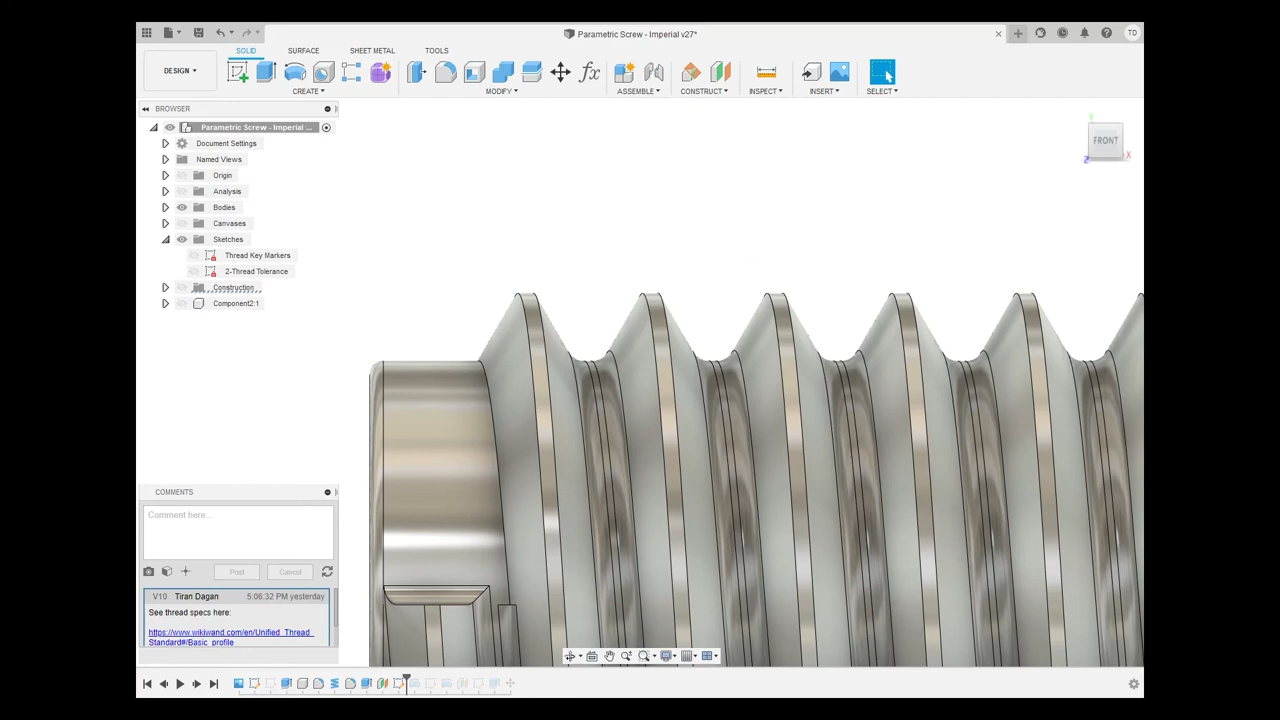 Parametric Screw - Imperial v27*
TD
SOLID
SURFACE
SHEET METAL
TOOLS
DESIGN
CREATE
MODIFY
fx
ASSEMBLE
CONSTRUCT
INSPECT
INSERT
SELECT
BROWSER
Parametric Screw - Imperial ...
Document Settings
Named Views
Origin
Analysis
Bodies
Canvases
Sketches
Thread Key Markers
2-Thread Tolerance
Construction
Component2:1
Y
FRONT
X
Z
COMMENTS
Comment here...
Post
Cancel
V10 Tiran Dagan 5:06:32 PM yesterday
See thread specs here:
https://www.wikiwand.com/en/Unified_Thread_
Standard#/Basic_profile